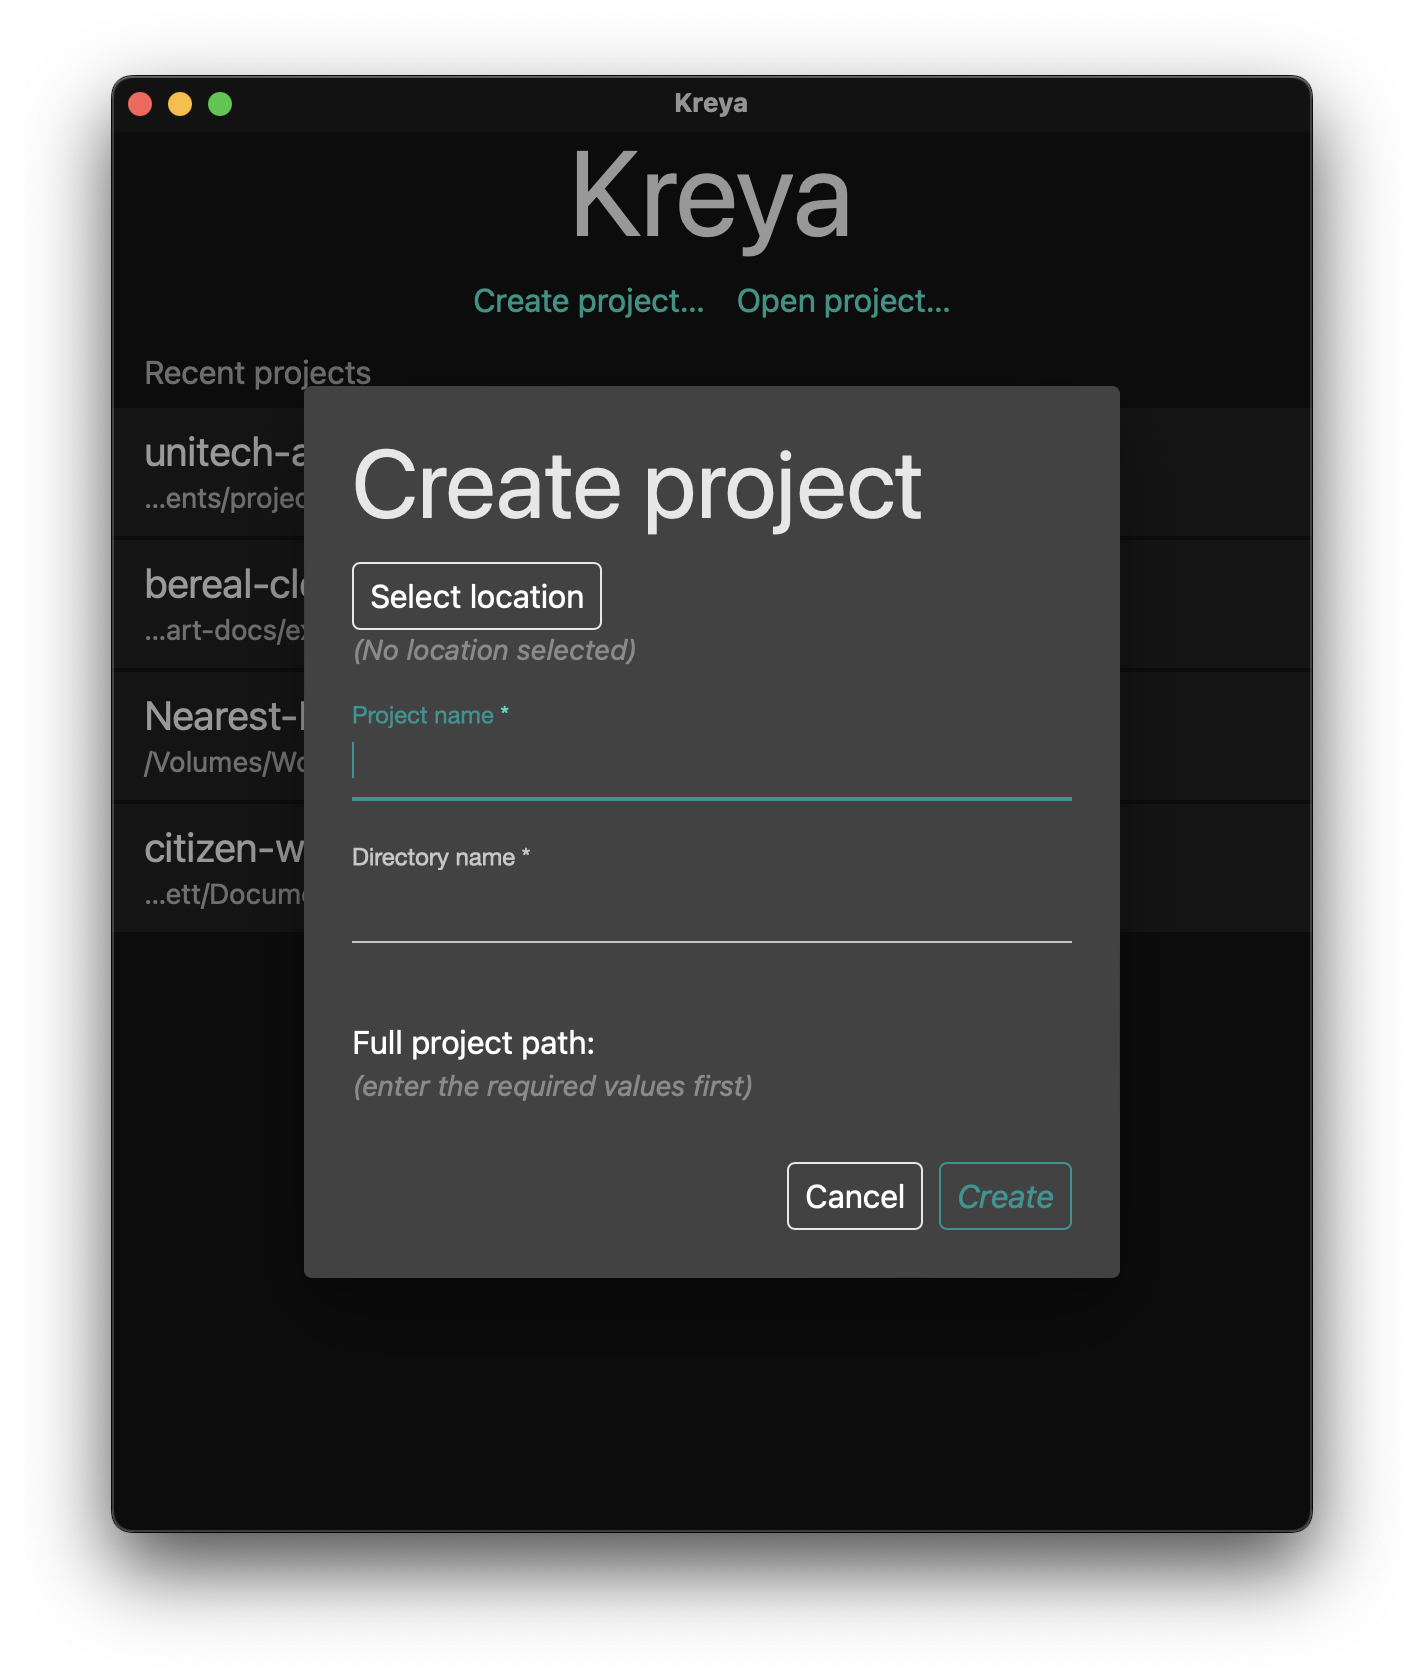 Kreya
Kreya
Create project... Open project...
Recent projects
Create project
Select location
(No location selected)
Project name *
Directory name *
Full project path:
(enter the required values first)
Cancel Create
unitech-a
...ents/projec
bereal-cl
...art-docs/e
Nearest-
/Volumes/W
citizen-w
...ett/Docum